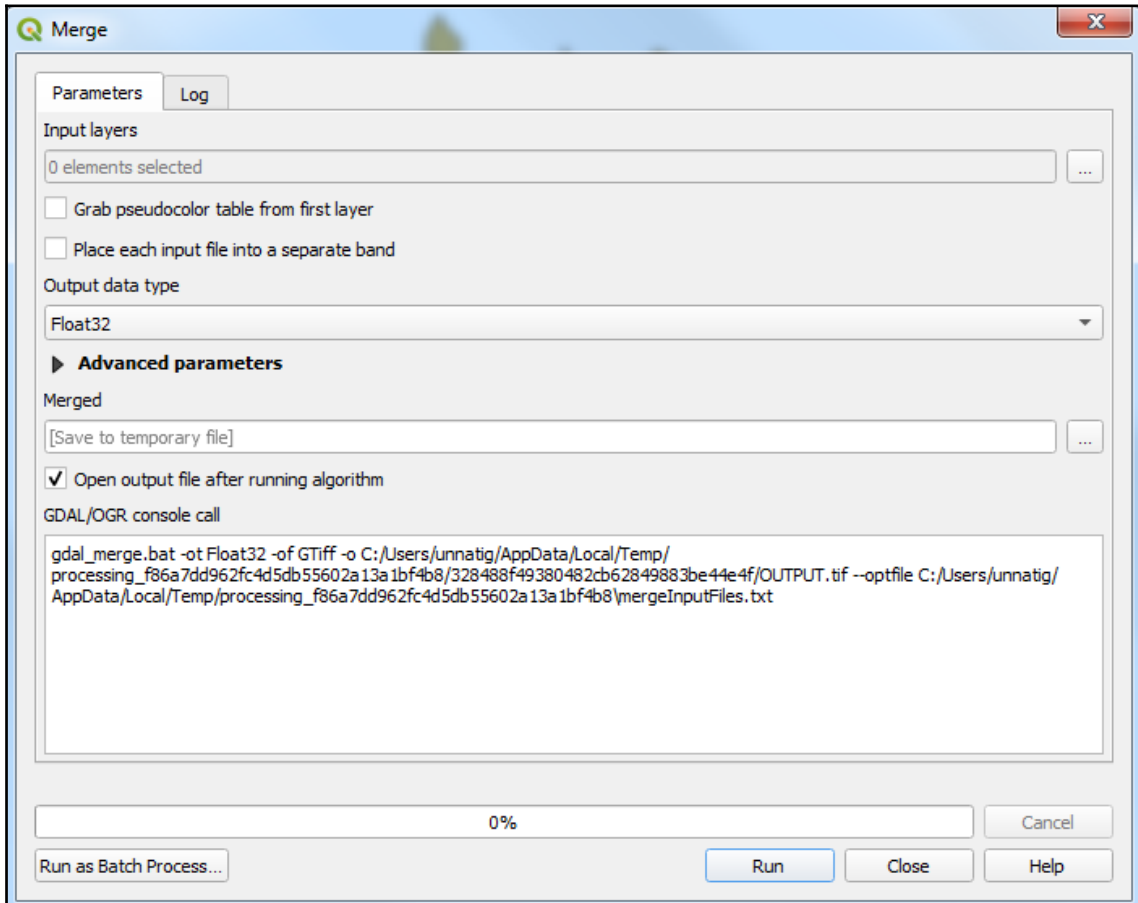 Merge
Parameters
Log
Input layers
0 elements selected
...
Grab pseudocolor table from first layer
Place each input file into a separate band
Output data type
Float32
Advanced parameters
Merged
[Save to temporary file]
...
Open output file after running algorithm
GDAL/OGR console call
gdal_merge.bat -ot Float32 -of GTiff -o C:/Users/unnatig/AppData/Local/Temp/
processing_f86a7dd962fc4d5db55602a13a1bf4b8/328488f49380482cb62849883be44e4f/OUTPUT.tif --optfile C:/Users/unnatig/
AppData/Local/Temp/processing_f86a7dd962fc4d5db55602a13a1bf4b8\mergeInputFiles.txt
0%
Cancel
Run as Batch Process...
Run
Close
Help